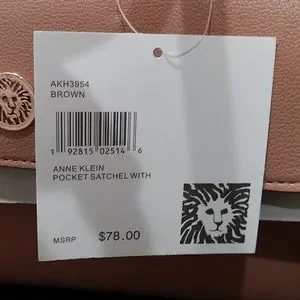 AKH3954
BROWN
1 92815 02514 6
ANNE KLEIN
POCKET SATCHEL WITH
MSRP $78.00